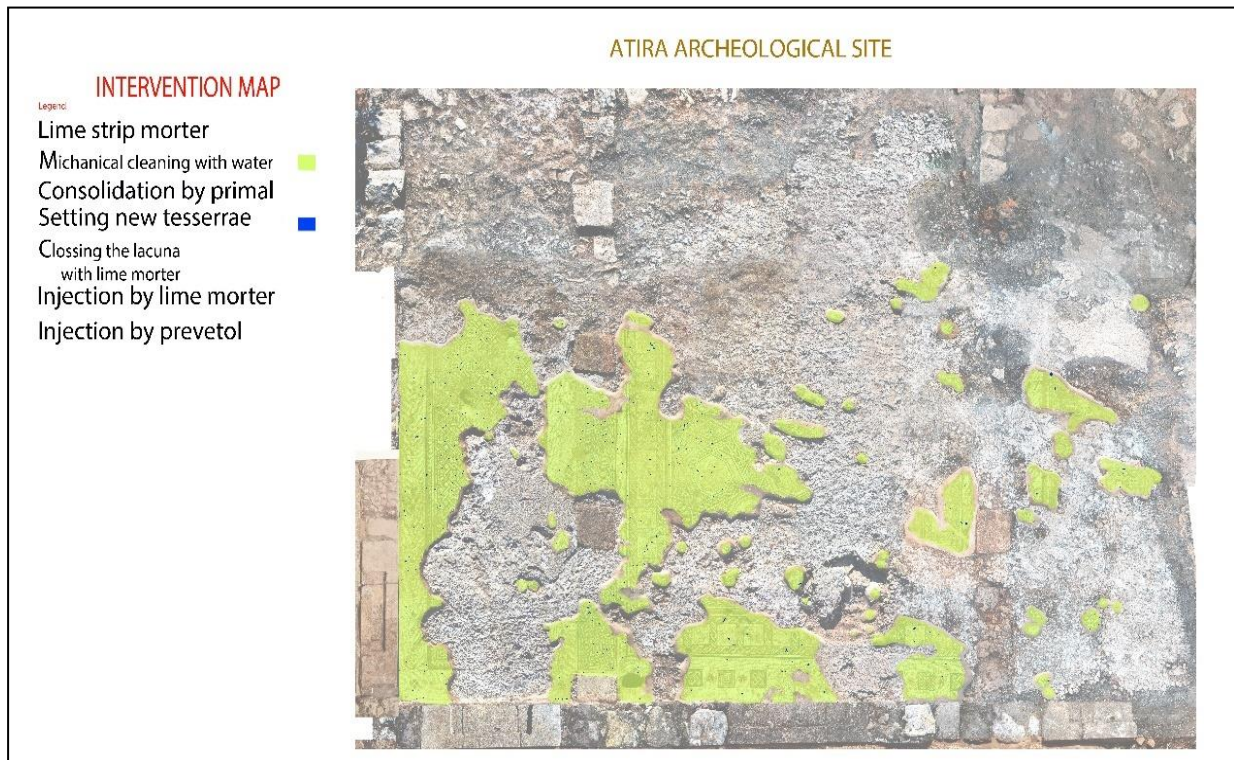 ATIRA ARCHEOLOGICAL SITE
INTERVENTION MAP
Legend
Lime strip morter
Michanical cleaning with water
Consolidation by primal
Setting new tesserrae
Clossing the lacuna
with lime morter
Injection by lime morter
Injection by prevetol